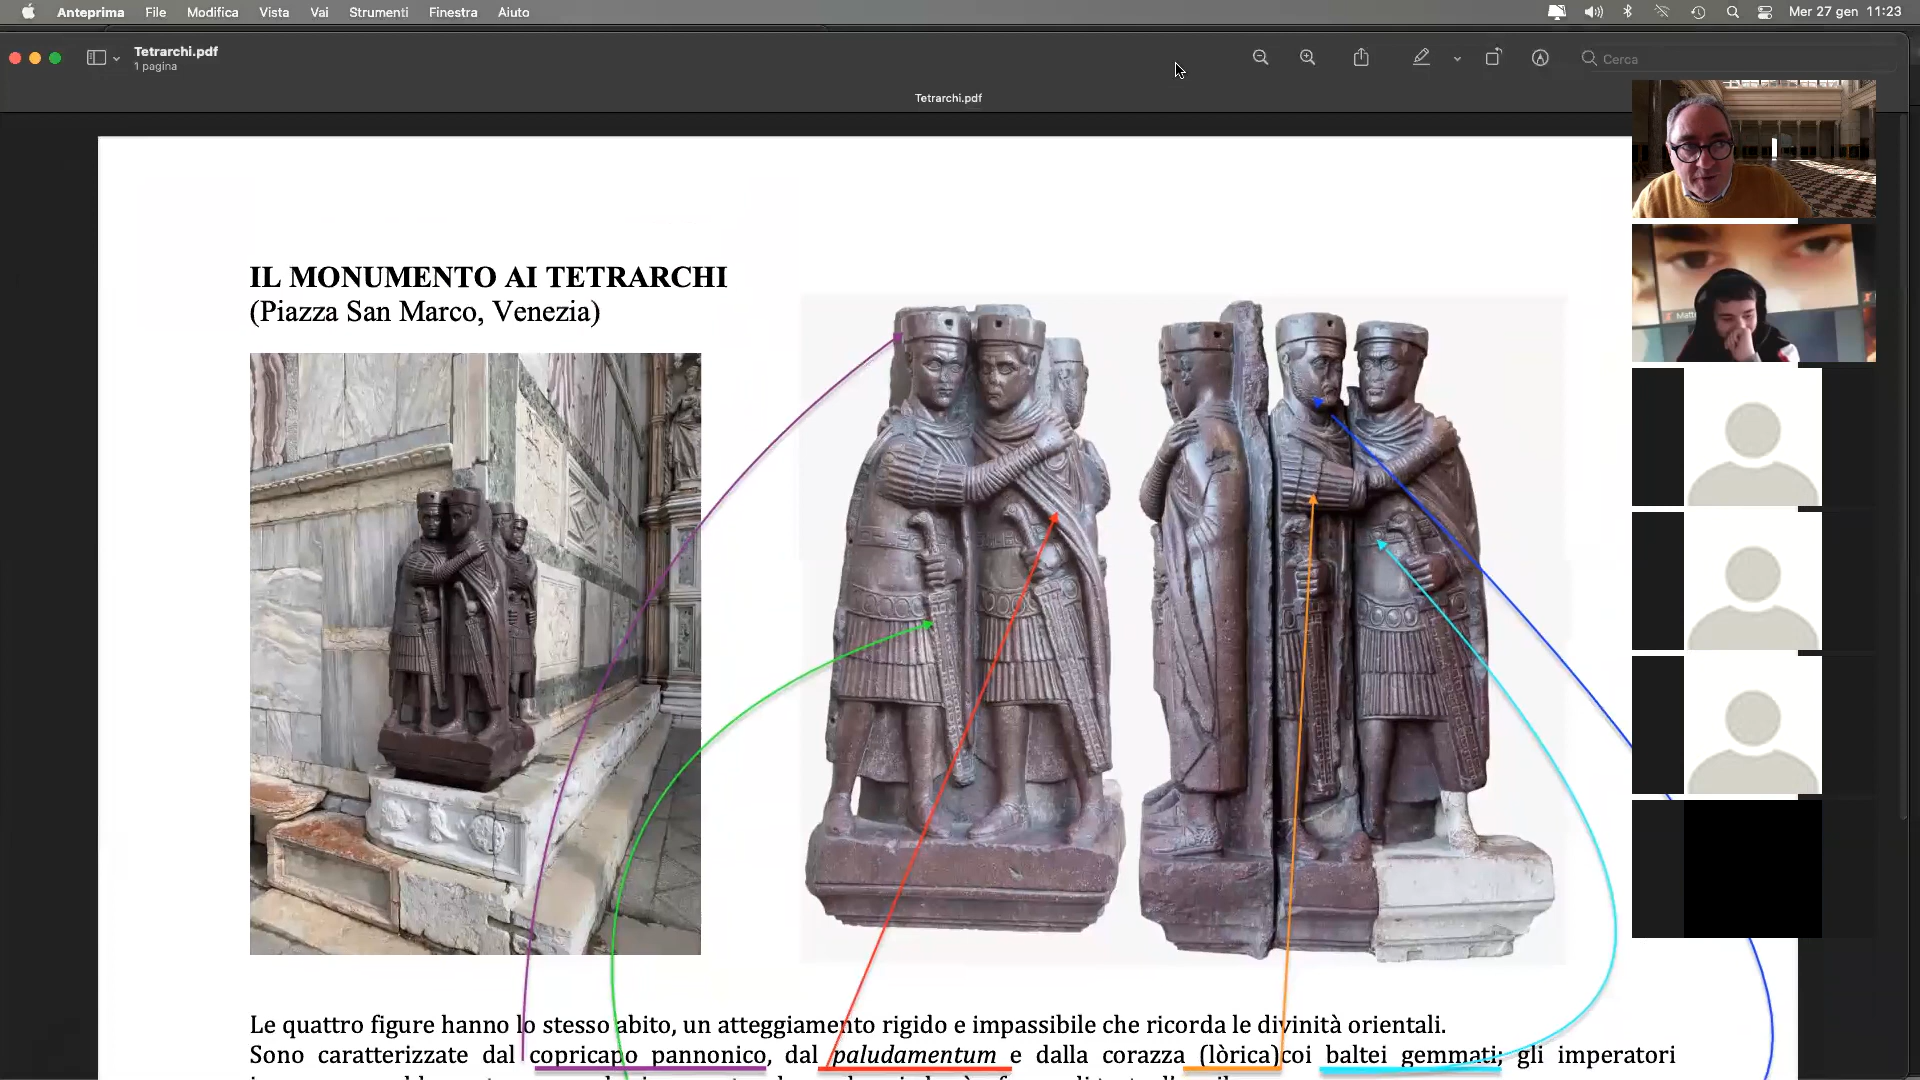 Anteprima File Modifica Vista Vai Strumenti Finestra Aiuto
Mer 27 gen 11:23
Tetrarchi.pdf
1 pagina
Cerca
Tetrarchi.pdf
IL MONUMENTO AI TETRARCHI
(Piazza San Marco, Venezia)
Le quattro figure hanno lo stesso abito, un atteggiamento rigido e impassibile che ricorda le divinità orientali.
Sono caratterizzate dal copricapo pannonico, dal paludamentum e dalla corazza (lòrica)coi baltei gemmati; gli imperatori